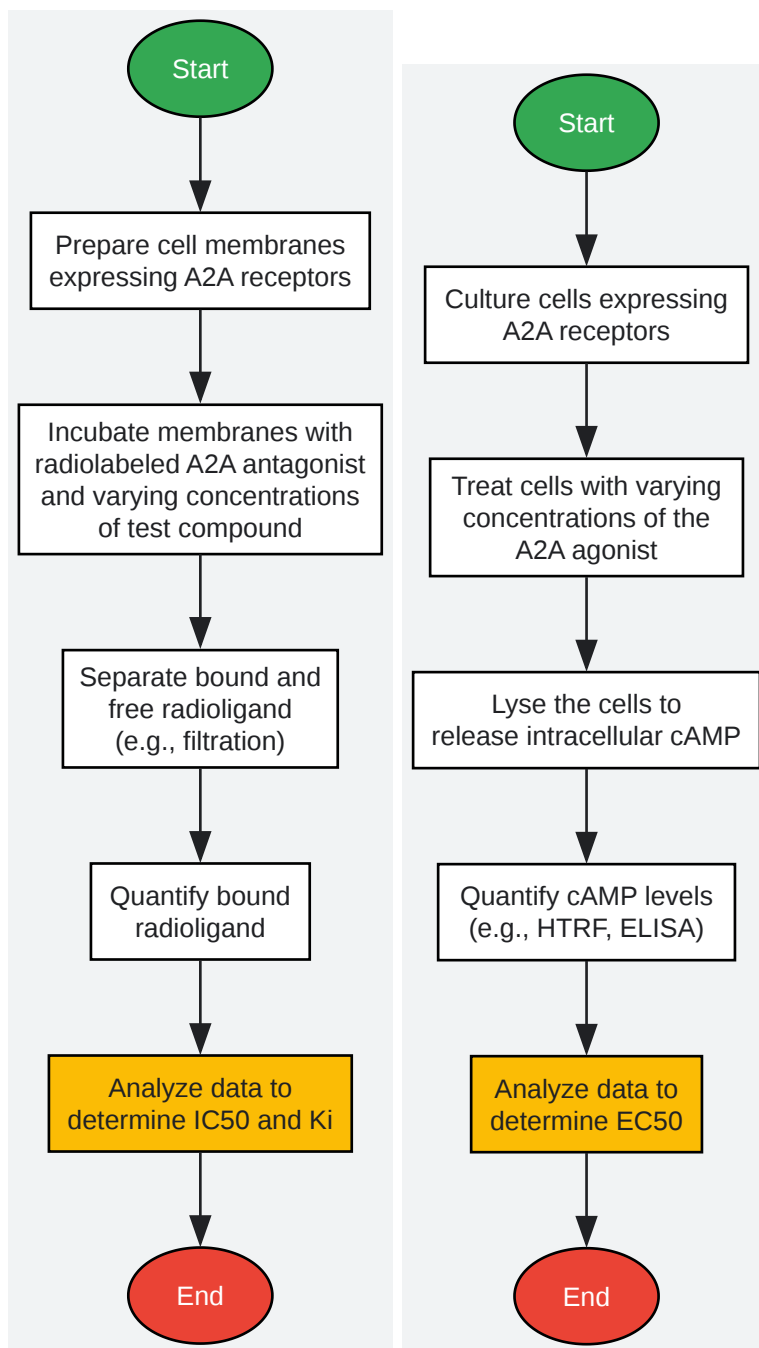 Start
Prepare cell membranes
expressing A2A receptors
Incubate membranes with
radiolabeled A2A antagonist
and varying concentrations
of test compound
Separate bound and
free radioligand
(e.g., filtration)
Quantify bound
radioligand
Analyze data to
determine IC50 and Ki
End
Start
Culture cells expressing
A2A receptors
Treat cells with varying
concentrations of the
A2A agonist
Lyse the cells to
release intracellular cAMP
Quantify cAMP levels
(e.g., HTRF, ELISA)
Analyze data to
determine EC50
End